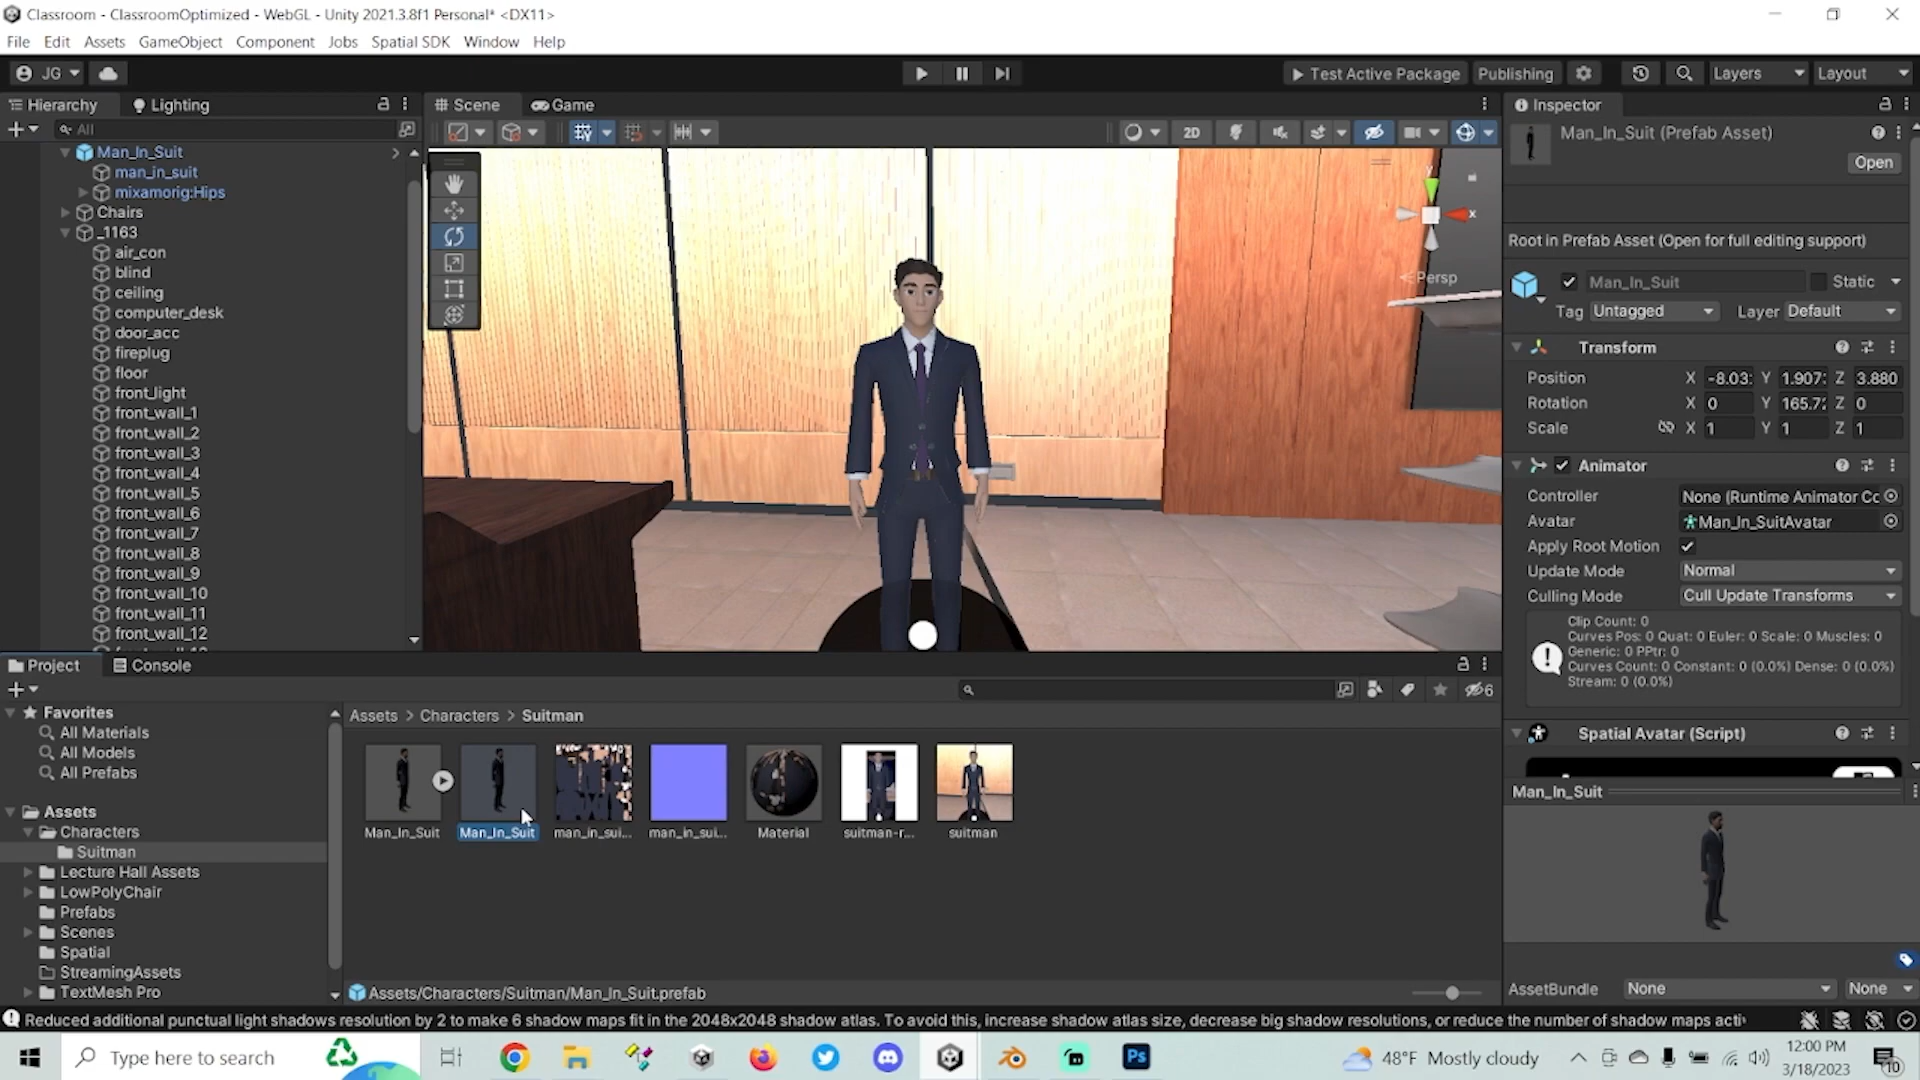 Classroom - ClassroomOptimized - WebGL - Unity 2021.3.8f1 Personal* <DX11>
File Edit Assets GameObject Component Jobs Spatial SDK Window Help
JG Test Active Package Publishing Layers Layout
Hierarchy Lighting
All
Man_In_Suit
man_in_suit
mixamorig:Hips
Chairs
_1163
air_con
blind
ceiling
computer_desk
door_acc
fireplug
floor
front_light
front_wall_1
front_wall_2
front_wall_3
front_wall_4
front_wall_5
front_wall_6
front_wall_7
front_wall_8
front_wall_9
front_wall_10
front_wall_11
front_wall_12
Scene Game
2D
x
Persp
Inspector
Man_In_Suit (Prefab Asset)
Open
Root in Prefab Asset (Open for full editing support)
Man_In_Suit Static
Tag Untagged Layer Default
Transform
Position X -8.03: Y 1.907: Z 3.880
Rotation X 0 Y 165.72 Z 0
Scale X 1 Y 1 Z 1
Animator
Controller None (Runtime Animator Cc
Avatar Man_In_SuitAvatar
Apply Root Motion
Update Mode Normal
Culling Mode Cull Update Transforms
Clip Count: 0
Curves Pos: 0 Quat: 0 Euler: 0 Scale: 0 Muscles: 0
Generic: 0 PPtr: 0
Curves Count: 0 Constant: 0 (0.0%) Dense: 0 (0.0%)
Stream: 0 (0.0%)
Spatial Avatar (Script)
Man_In_Suit
AssetBundle None None
Project Console
6
Favorites
All Materials
All Models
All Prefabs
Assets
Characters
Suitman
Lecture Hall Assets
LowPolyChair
Prefabs
Scenes
Spatial
StreamingAssets
TextMesh Pro
Assets > Characters > Suitman
Man_In_Suit Man_In_Suit man_in_sui... man_in_sui... Material suitman-r... suitman
Assets/Characters/Suitman/Man_In_Suit.prefab
Reduced additional punctual light shadows resolution by 2 to make 6 shadow maps fit in the 2048x2048 shadow atlas. To avoid this, increase shadow atlas size, decrease big shadow resolutions, or reduce the number of shadow maps acti
Type here to search
Ps
48°F Mostly cloudy
12:00 PM
3/18/2023
10